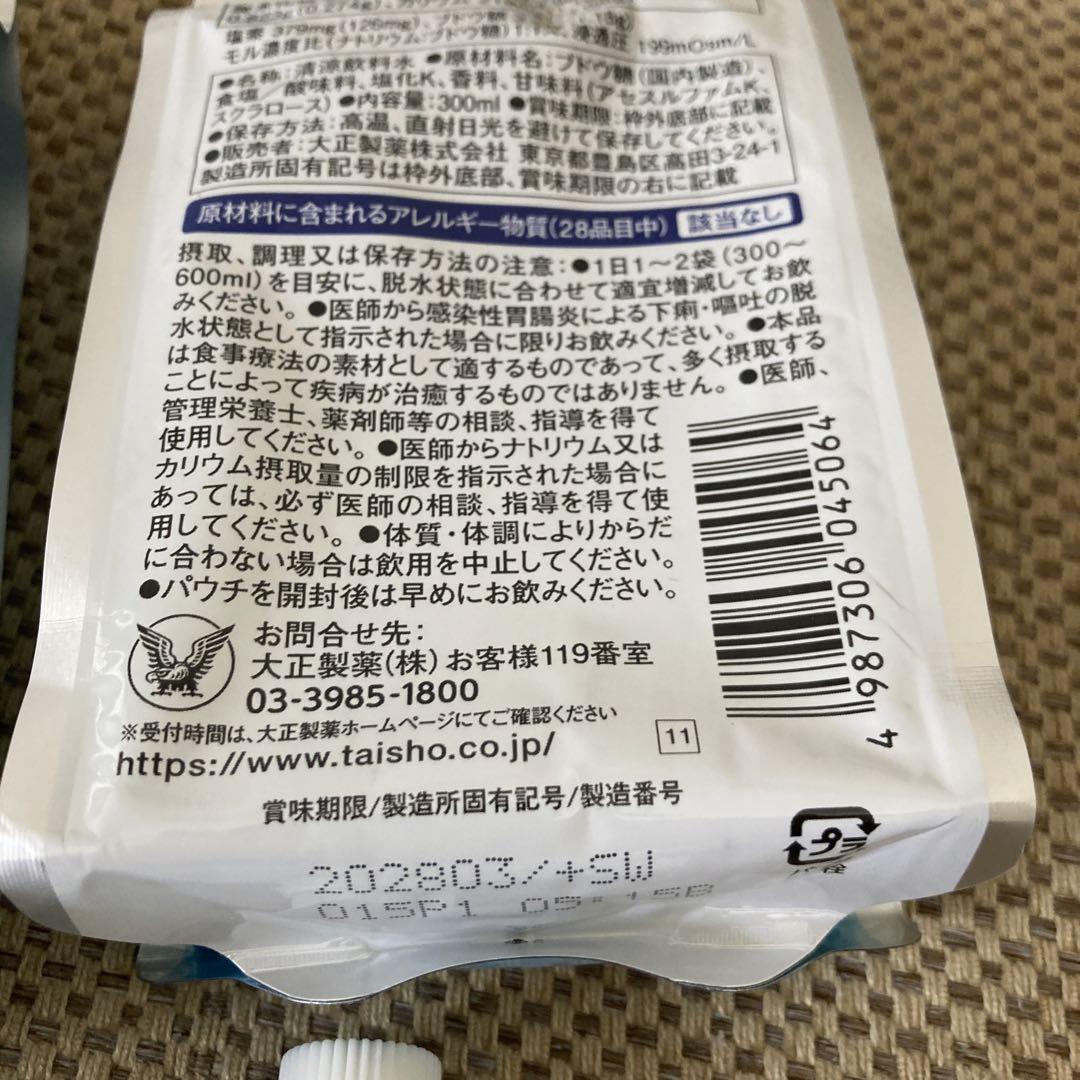 塩素 379mg(126mg)、ブドウ糖
モル濃度比(ナトリウム:ブドウ糖)1:1 、浸透圧 199mOsm/L
●名称:清涼飲料水 ●原材料名:ブドウ糖(国内製造)、
食塩/酸味料、塩化K、香料、甘味料(アセスルファムK、
スクラロース) ●内容量:300ml ●賞味期限:枠外底部に記載
●保存方法:高温、直射日光を避けて保存してください。
●販売者:大正製薬株式会社 東京都豊島区高田3-24-1
製造所固有記号は枠外底部、賞味期限の右に記載
原材料に含まれるアレルギー物質(28品目中) 該当なし
摂取、調理又は保存方法の注意:●1日1~2袋(300~
600ml)を目安に、脱水状態に合わせて適宜増減してお飲
みください。●医師から感染性胃腸炎による下痢・嘔吐の脱
水状態として指示された場合に限りお飲みください。●本品
は食事療法の素材として適するものであって、多く摂取する
ことによって疾病が治癒するものではありません。●医師、
管理栄養士、薬剤師等の相談、指導を得て
使用してください。●医師からナトリウム又は
カリウム摂取量の制限を指示された場合に
あっては、必ず医師の相談、指導を得て使
用してください。●体質・体調によりからだ
に合わない場合は飲用を中止してください。
●パウチを開封後は早めにお飲みください。
4 987306 045064
お問合せ先:
大正製薬(株)お客様119番室
03-3985-1800
※受付時間は、大正製薬ホームページにてご確認ください
https://www.taisho.co.jp/
11
賞味期限/製造所固有記号/製造番号
プラ
202803/+SW
015P1 05:15B